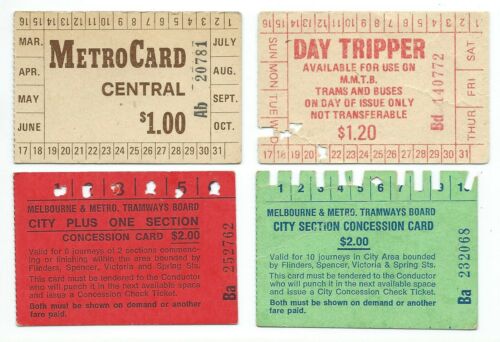 1 2 3 4 5 6 7 8 9 10 11 12 13 14 15 16
MAR. JULY
APR. AUG.
MAY SEPT.
JUNE OCT.
METROCARD
CENTRAL
$1.00
Ab 20781
17 18 19 20 21 22 23 24 25 26 27 28 29 30 31
1 2 3 4 5 6 7 8 9 10 11 12 13 14 15 16
SUN MON TUE WED
THUR FRI SAT
DAY TRIPPER
AVAILABLE FOR USE ON
M.M.T.B.
TRAMS AND BUSES
ON DAY OF ISSUE ONLY
NOT TRANSFERABLE
$1.20
Bd 140772
17 18 19 20 21 22 23 24 25 26 27 28 29 30 31
MELBOURNE & METRO. TRAMWAYS BOARD
CITY PLUS ONE SECTION
CONCESSION CARD $2.00
Valid for 6 journeys of 2 sections commenc-
ing or finishing within the area bounded by
Flinders, Spencer, Victoria and Spring Sts.
This card must be tendered to the Conductor
who will punch it in the next available space
and issue a Concession Check Ticket.
Both must be shown on demand or another
fare paid.
Ba 252762
MELBOURNE & METRO. TRAMWAYS BOARD
CITY SECTION CONCESSION CARD
$2.00
Valid for 10 journeys in City Area bounded
by Flinders, Spencer, Victoria & Spring Sts.
This card must be tendered to the Conductor
who will punch it in the next available space
and issue a City Concession Check Ticket.
Both must be shown on demand or another
fare paid.
Ba 232068